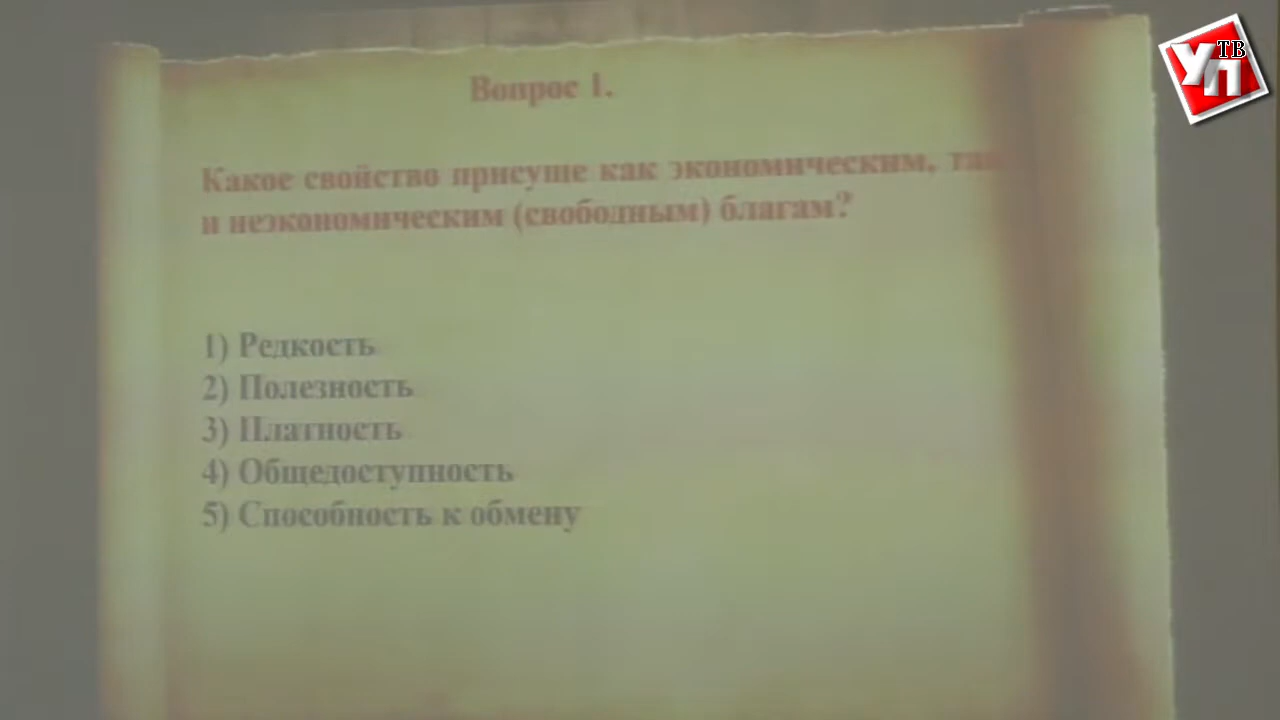 УП ТВ
Вопрос 1.
Какое свойство присуще как экономическим, так
и неэкономическим (свободным) благам?
1) Редкость
2) Полезность
3) Платность
4) Общедоступность
5) Способность к обмену